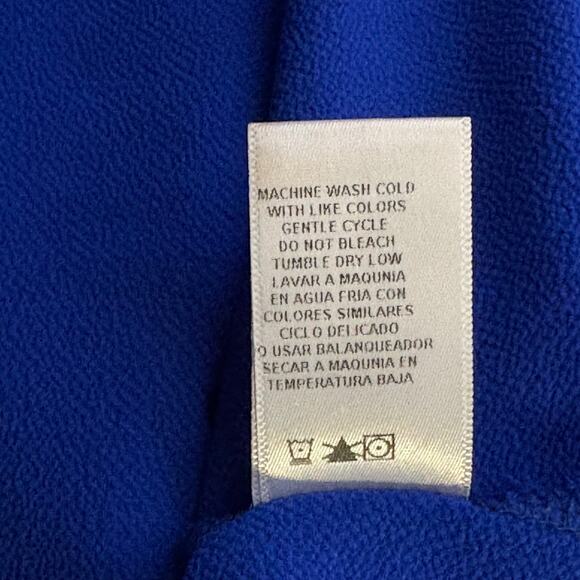 MACHINE WASH COLD
WITH LIKE COLORS
GENTLE CYCLE
DO NOT BLEACH
TUMBLE DRY LOW
LAVAR A MAQUNIA
EN AGUA FRIA CON
COLORES SIMILARES
CICLO DELICADO
O USAR BALANQUEADOR
SECAR A MAQUNIA EN
TEMPERATURA BAJA